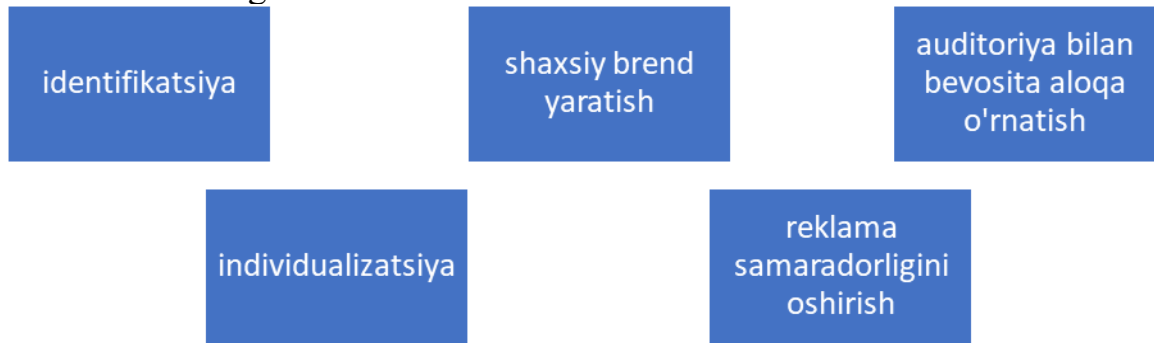 identifikatsiya
shaxsiy brend
yaratish
auditoriya bilan
bevosita aloqa
o'rnatish
individualizatsiya
reklama
samaradorligini
oshirish